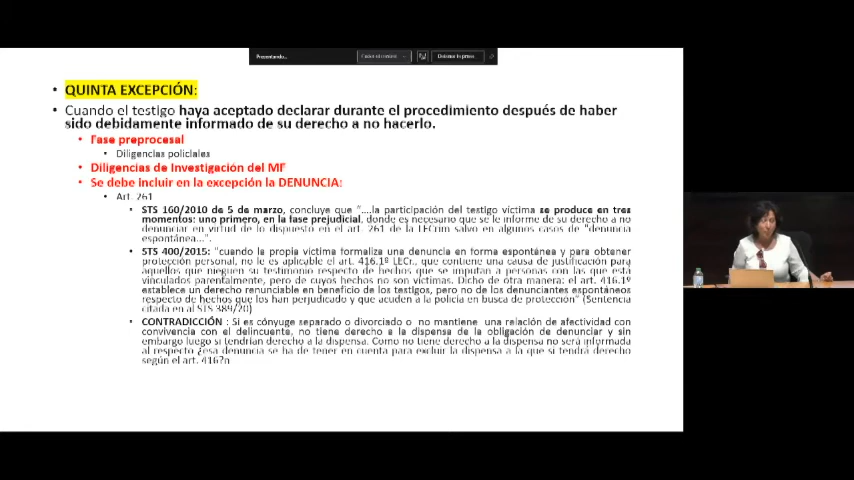 Presentando...
QUINTA EXCEPCIÓN:
Cuando el testigo haya aceptado declarar durante el procedimiento después de haber
sido debidamente informado de su derecho a no hacerlo.
Fase preprocesal
Diligencias policiales
Diligencias de Investigación del MF
Se debe incluir en la excepción la DENUNCIA:
Art. 261
STS 160/2010 de 5 de marzo, concluye que "....la participación del testigo víctima se produce en tres
momentos: uno primero, en la fase prejudicial, donde es necesario que se le informe de su derecho a no
denunciar en virtud de lo dispuesto en el art. 261 de la LECrim salvo en algunos casos de "denuncia
espontánea...".
STS 400/2015: "cuando la propia víctima formaliza una denuncia en forma espontánea y para obtener
protección personal, no le es aplicable el art. 416.1º LECr., que contiene una causa de justificación para
aquellos que nieguen su testimonio respecto de hechos que se imputan a personas con las que está
vinculados parentalmente, pero de cuyos hechos no son víctimas. Dicho de otra manera: el art. 416.1º
establece un derecho renunciable en beneficio de los testigos, pero no de los denunciantes espontáneos
respecto de hechos que los han perjudicado y que acuden a la policía en busca de protección" (Sentencia
citada en al STS 389/20)
CONTRADICCIÓN : Si es cónyuge separado o divorciado o no mantiene una relación de afectividad con
convivencia con el delincuente, no tiene derecho a la dispensa de la obligación de denunciar y sin
embargo luego si tendrían derecho a la dispensa. Como no tiene derecho a la dispensa no será informada
al respecto ¿esa denuncia se ha de tener en cuenta para excluir la dispensa a la que si tendrá derecho
según el art. 416?n